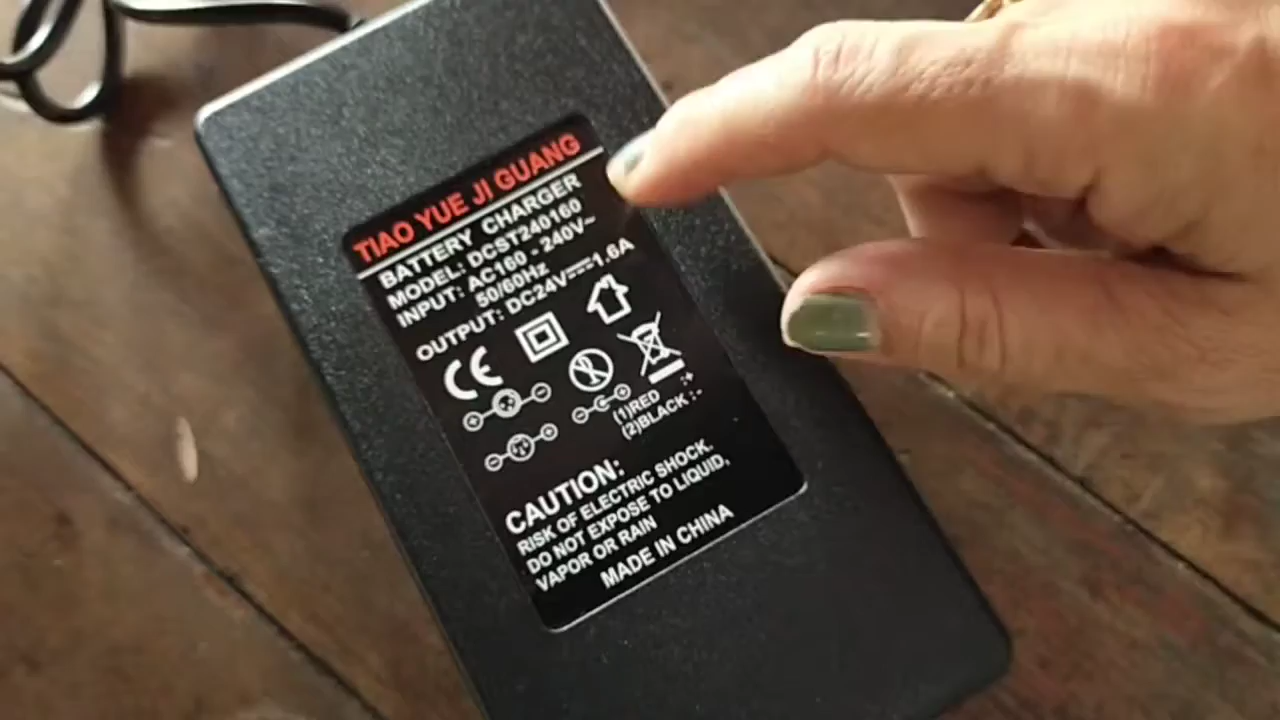 TIAO YUE JI GUANG
BATTERY CHARGER
MODEL: DCST240160
INPUT: AC160 - 240V~
50/60Hz
OUTPUT: DC24V⎓1.6A
CE
(1)RED :+
(2)BLACK :-
CAUTION:
RISK OF ELECTRIC SHOCK.
DO NOT EXPOSE TO LIQUID,
VAPOR OR RAIN
MADE IN CHINA